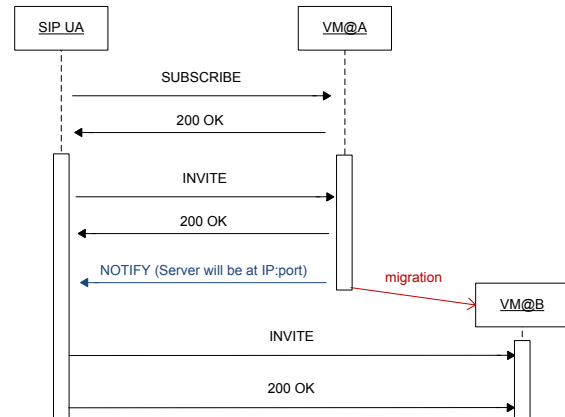 SIP UA
VM@A
SUBSCRIBE
200 OK
INVITE
200 OK
NOTIFY (Server will be at IP:port)
migration
VM@B
INVITE
200 OK